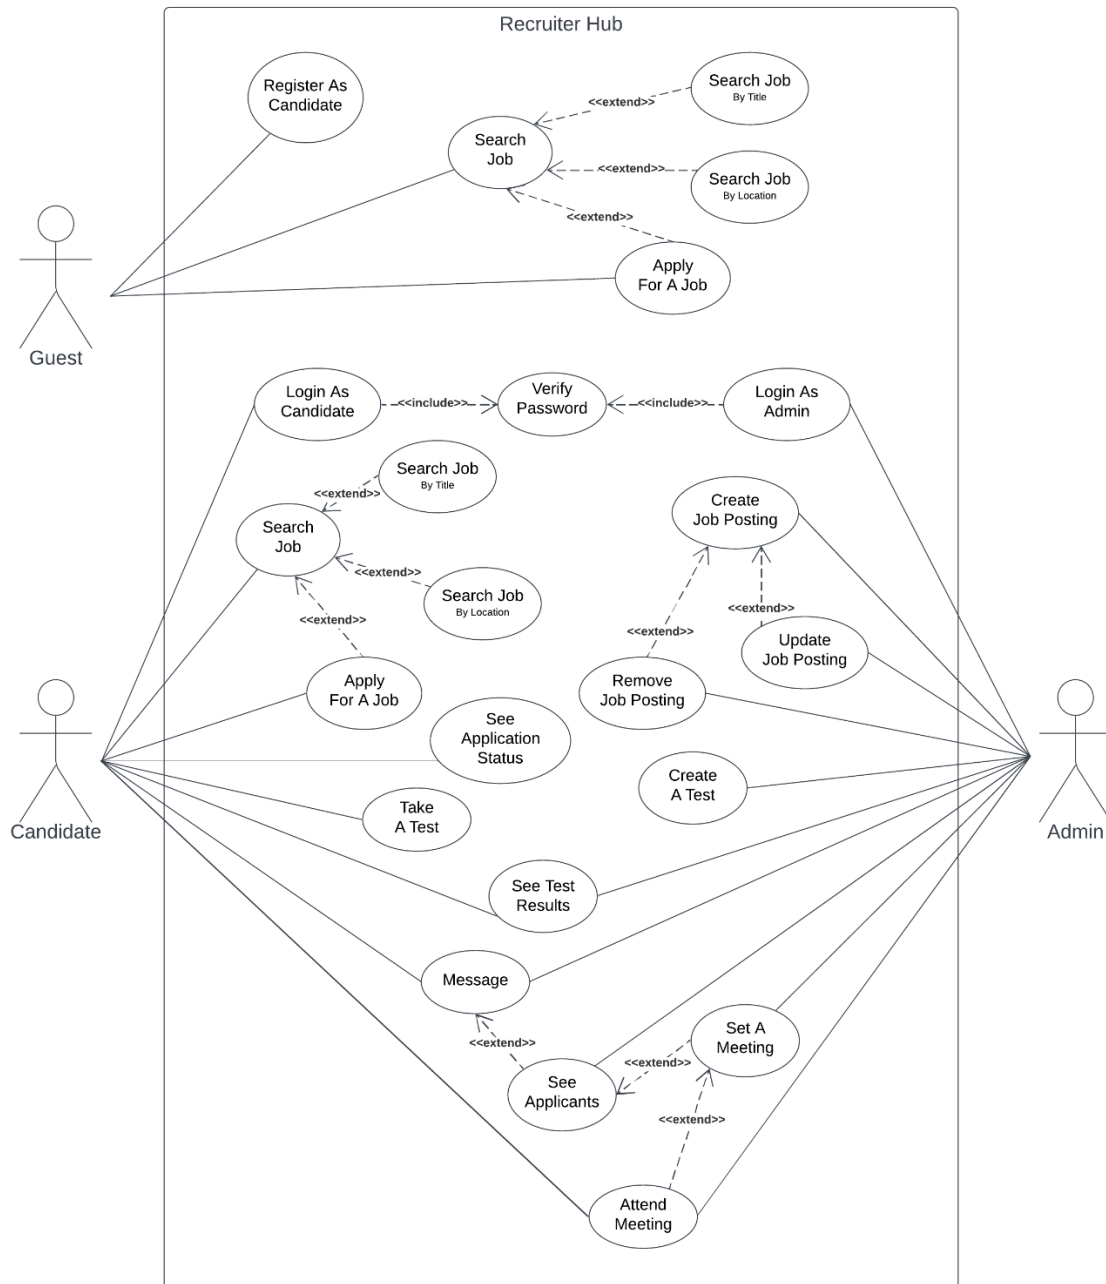 Recruiter Hub
Register As
Candidate
Search Job
By Title
<<extend>>
Search
Job
<<extend>>
Search Job
By Location
<<extend>>
Apply
For A Job
Guest
Login As
Candidate
<<include>>
Verify
Password
<<include>>
Login As
Admin
Search Job
By Title
<<extend>>
Create
Job Posting
Search
Job
<<extend>>
Search Job
By Location
<<extend>>
<<extend>>
<<extend>>
Update
Job Posting
Apply
For A Job
Remove
Job Posting
See
Application
Status
Create
A Test
Take
A Test
Candidate
Admin
See Test
Results
Message
Set A
Meeting
<<extend>>
<<extend>>
See
Applicants
<<extend>>
Attend
Meeting